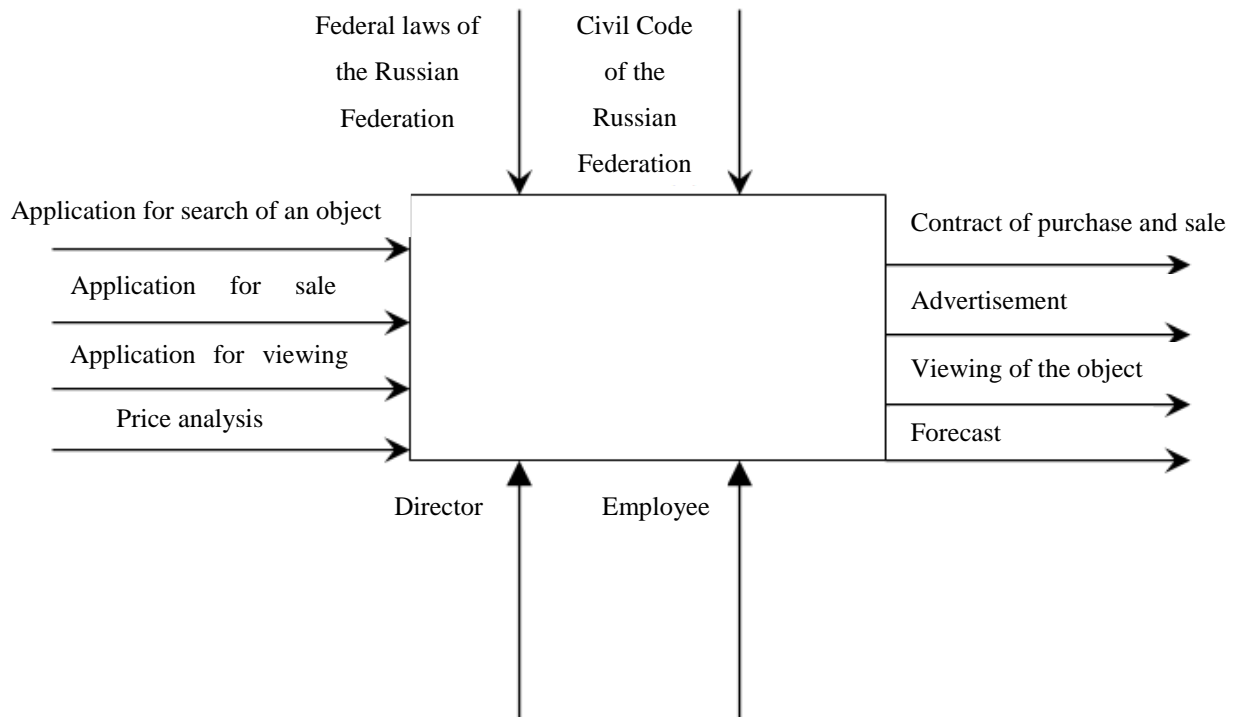 Federal laws of
the Russian
Federation
Civil Code
of the
Russian
Federation
Application for search of an object
Application for sale
Application for viewing
Price analysis
Contract of purchase and sale
Advertisement
Viewing of the object
Forecast
Director
Employee